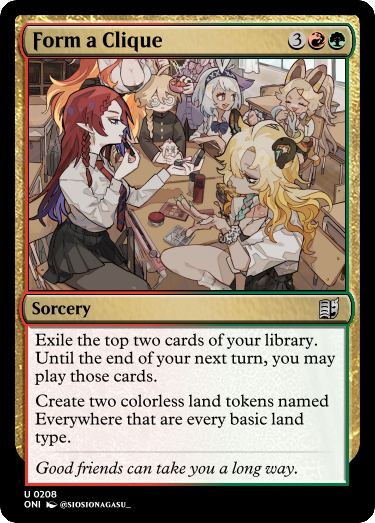 Form a Clique 3
Sorcery
Exile the top two cards of your library.
Until the end of your next turn, you may
play those cards.
Create two colorless land tokens named
Everywhere that are every basic land
type.
Good friends can take you a long way.
U 0208
ONI @SIOSIONAGASU_